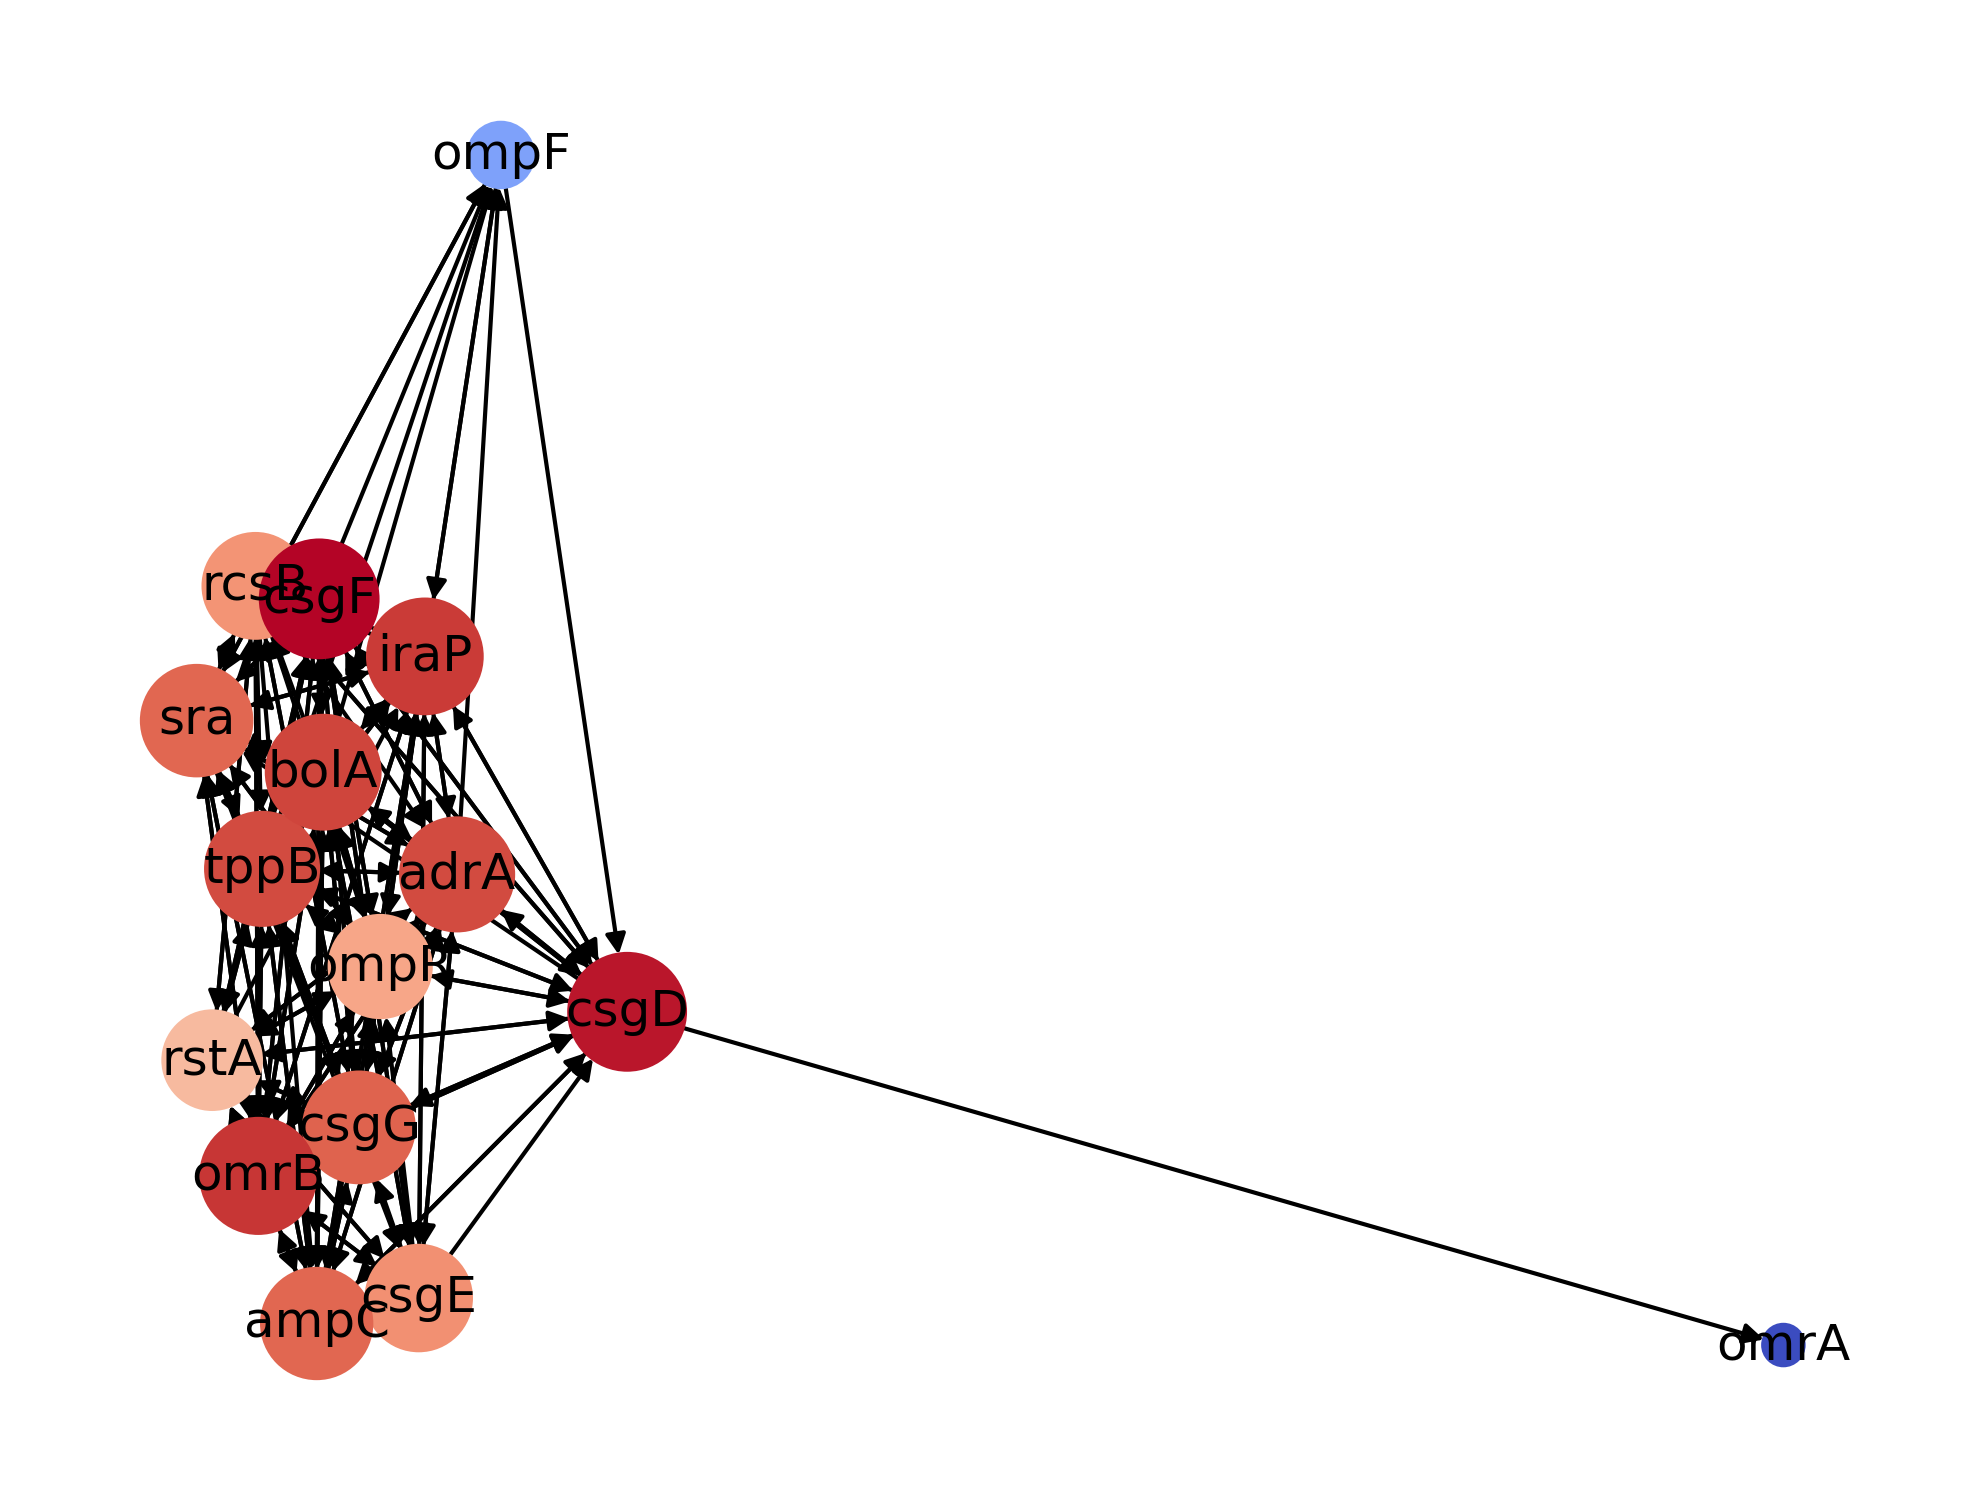 ompF
rcsB
csgF
iraP
sra
bolA
tppB
adrA
ompR
csgD
rstA
csgG
omrB
csgE
ampC
omrA